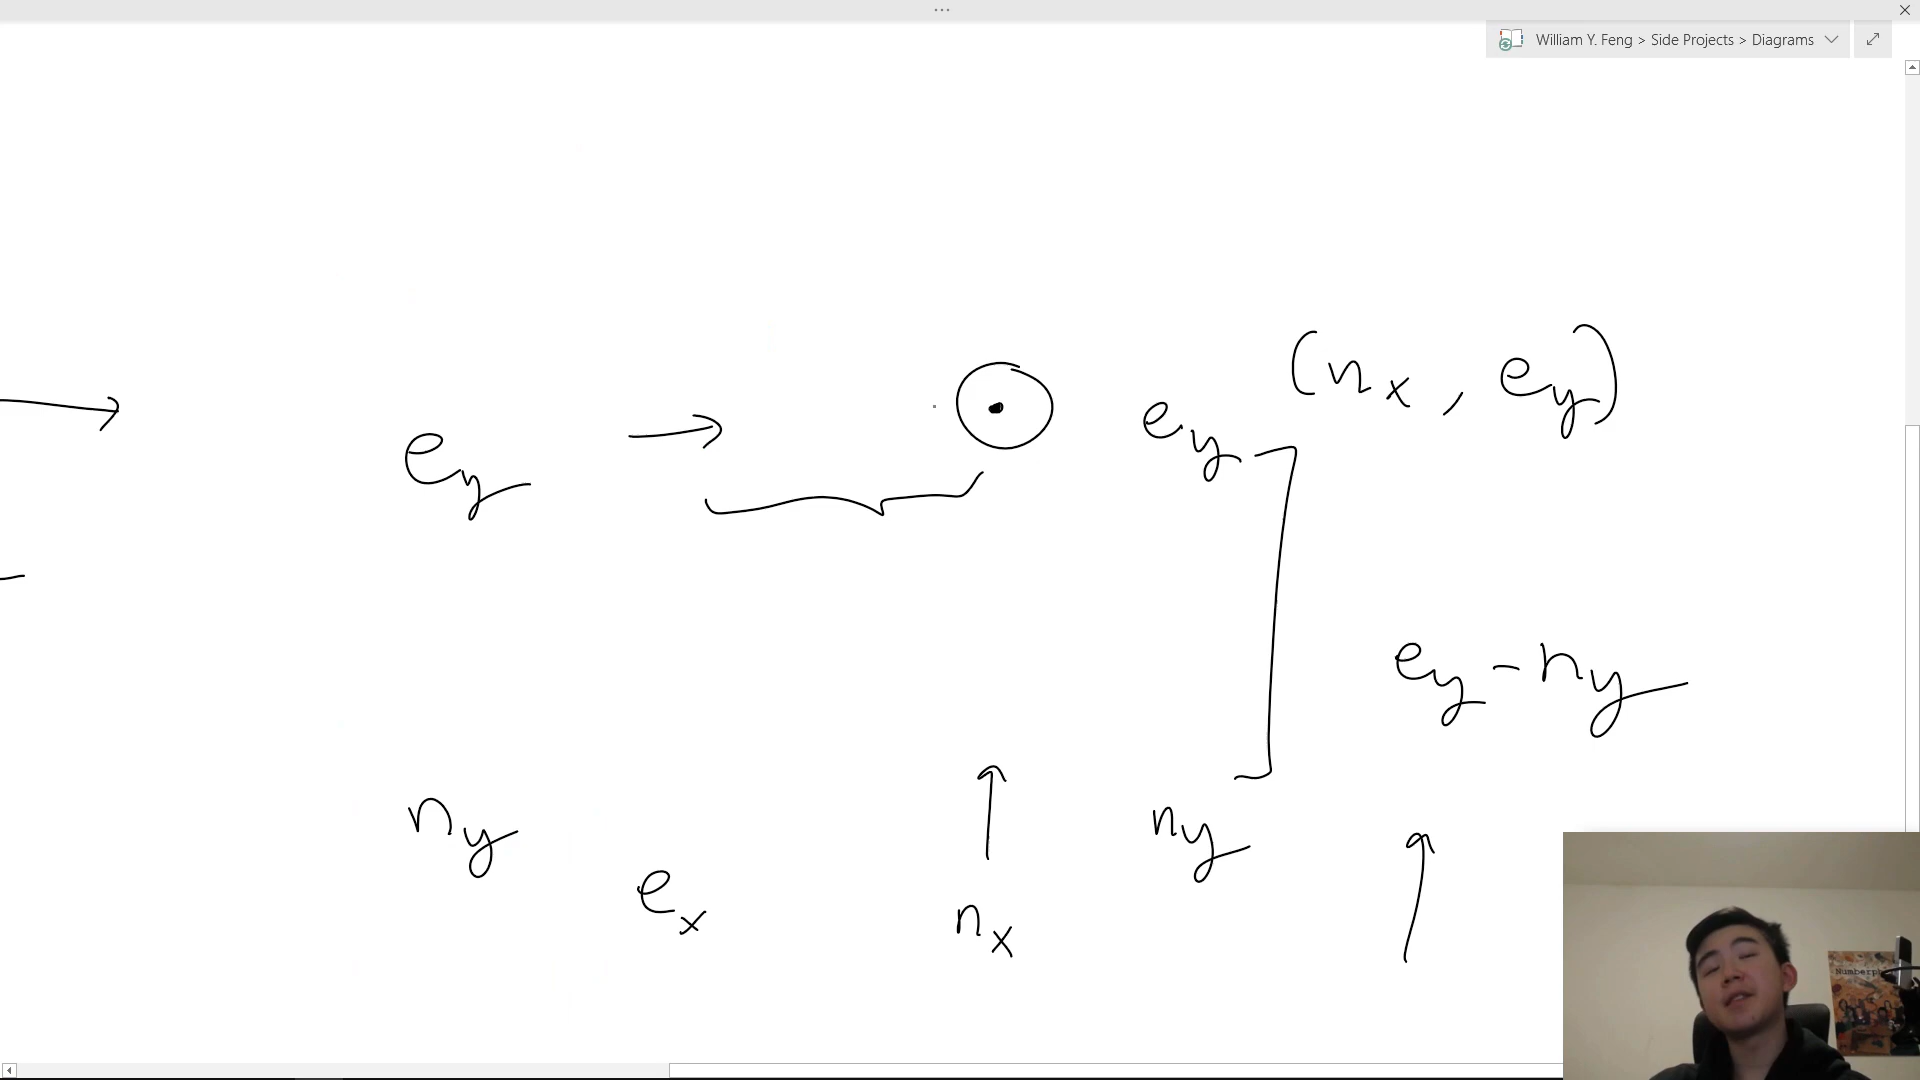 William Y. Feng > Side Projects > Diagrams
(n_x, e_y)
e_y
e_y
e_y - n_y
n_y
n_y
e_x
n_x